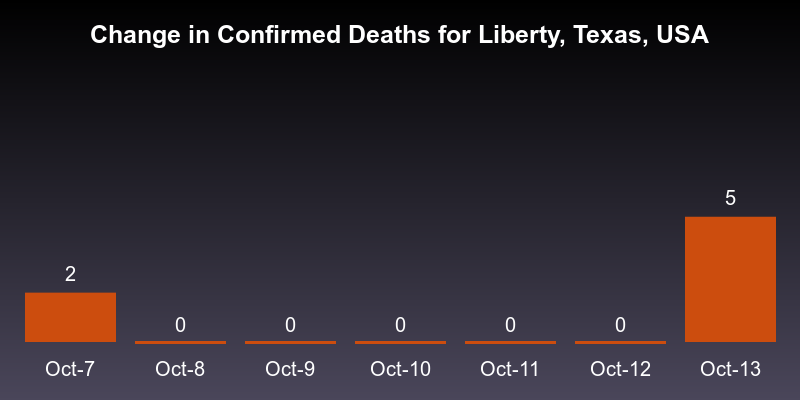 Change in Confirmed Deaths for Liberty, Texas, USA
2 0 0 0 0 0 5
Oct-7 Oct-8 Oct-9 Oct-10 Oct-11 Oct-12 Oct-13